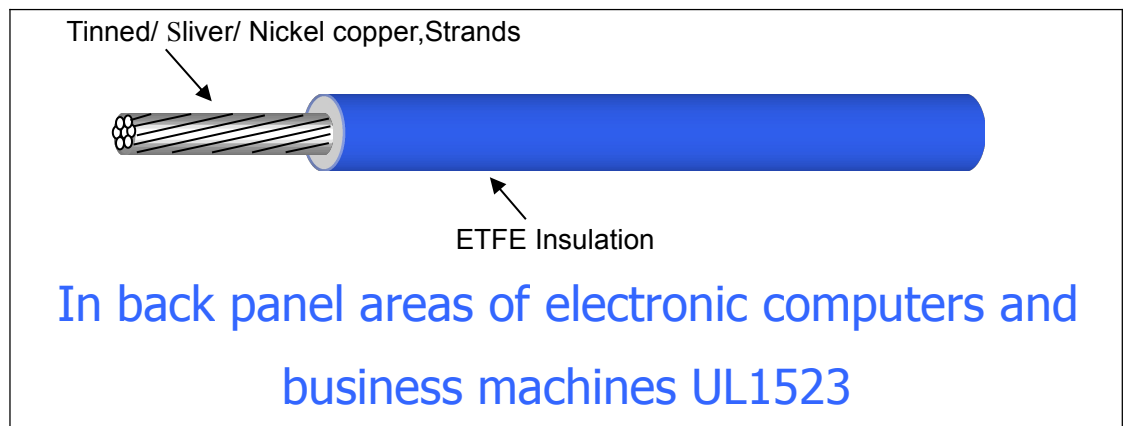 Tinned/ Sliver/ Nickel copper,Strands
ETFE Insulation
In back panel areas of electronic computers and
business machines UL1523